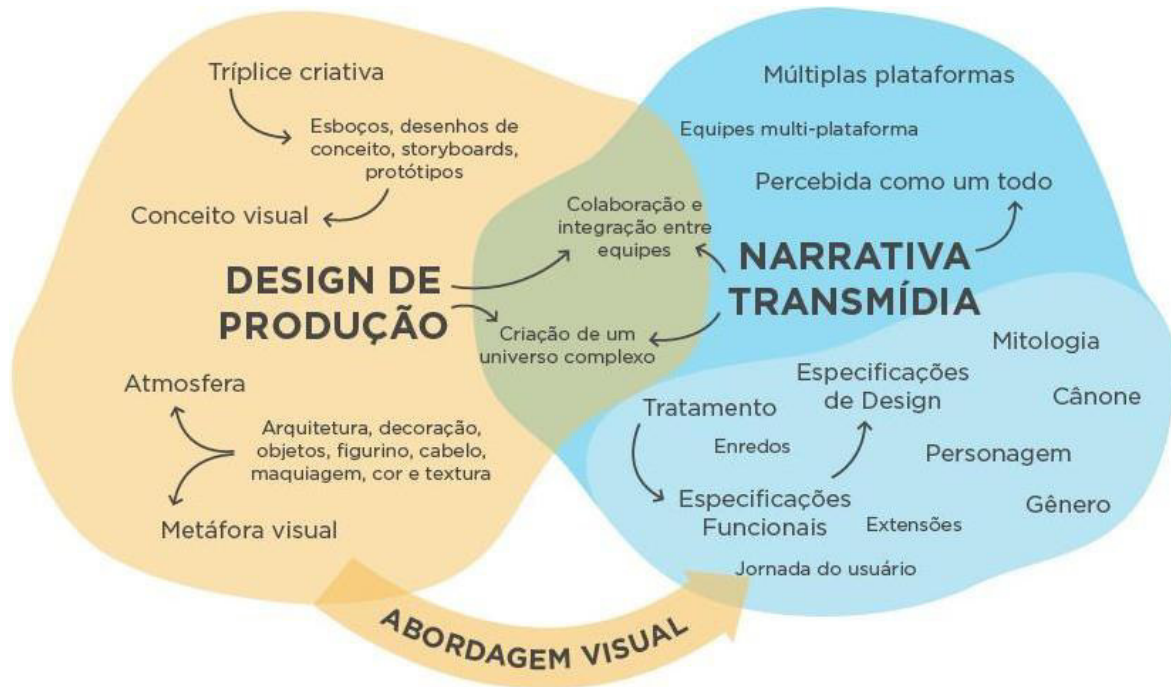 Tríplice criativa
Esboços, desenhos de
conceito, storyboards,
protótipos
Conceito visual
DESIGN DE
PRODUÇÃO
Atmosfera
Arquitetura, decoração,
objetos, figurino, cabelo,
maquiagem, cor e textura
Metáfora visual
Colaboração e
integração entre
equipes
Criação de um
universo complexo
Múltiplas plataformas
Equipes multi-plataforma
Percebida como um todo
NARRATIVA
TRANSMÍDIA
Mitologia
Especificações
de Design
Cânone
Tratamento
Enredos
Personagem
Especificações
Funcionais
Extensões
Gênero
Jornada do usuário
ABORDAGEM VISUAL